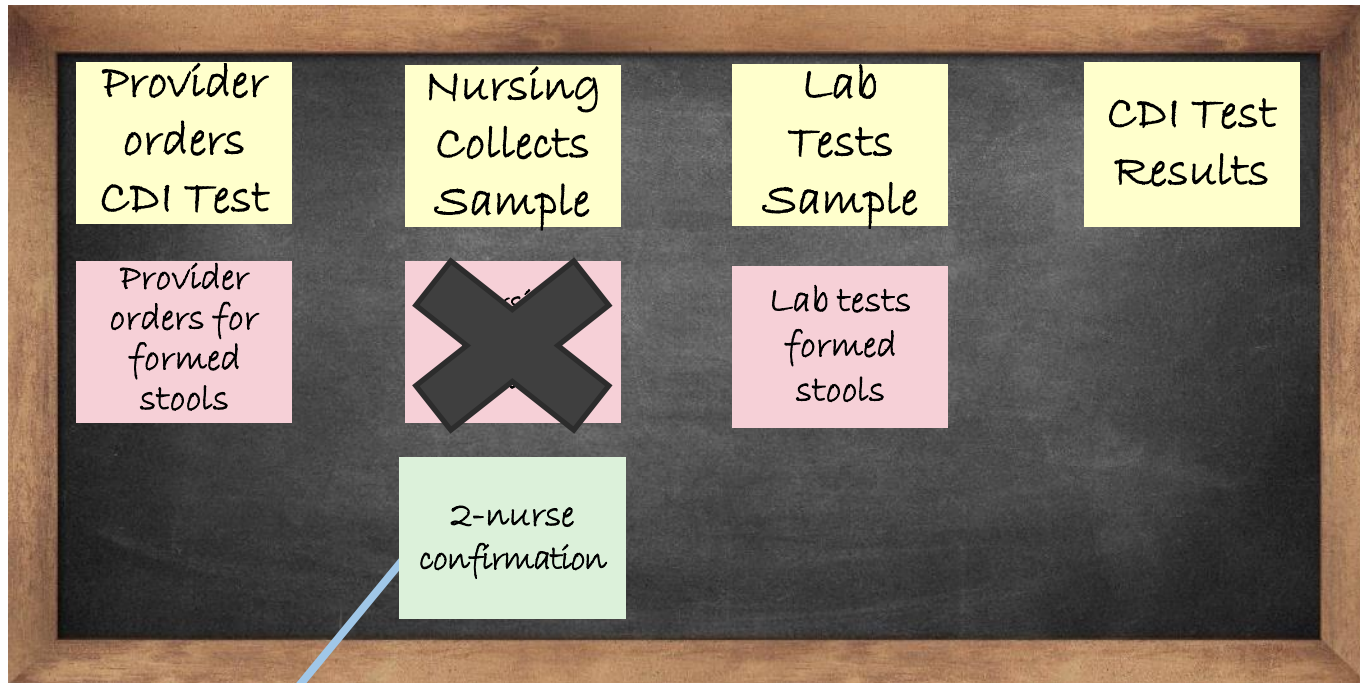 Provider
orders
CDI Test
Nursing
Collects
Sample
Lab
Tests
Sample
CDI Test
Results
Provider
orders for
formed
stools
Lab tests
formed
stools
2-nurse
confirmation